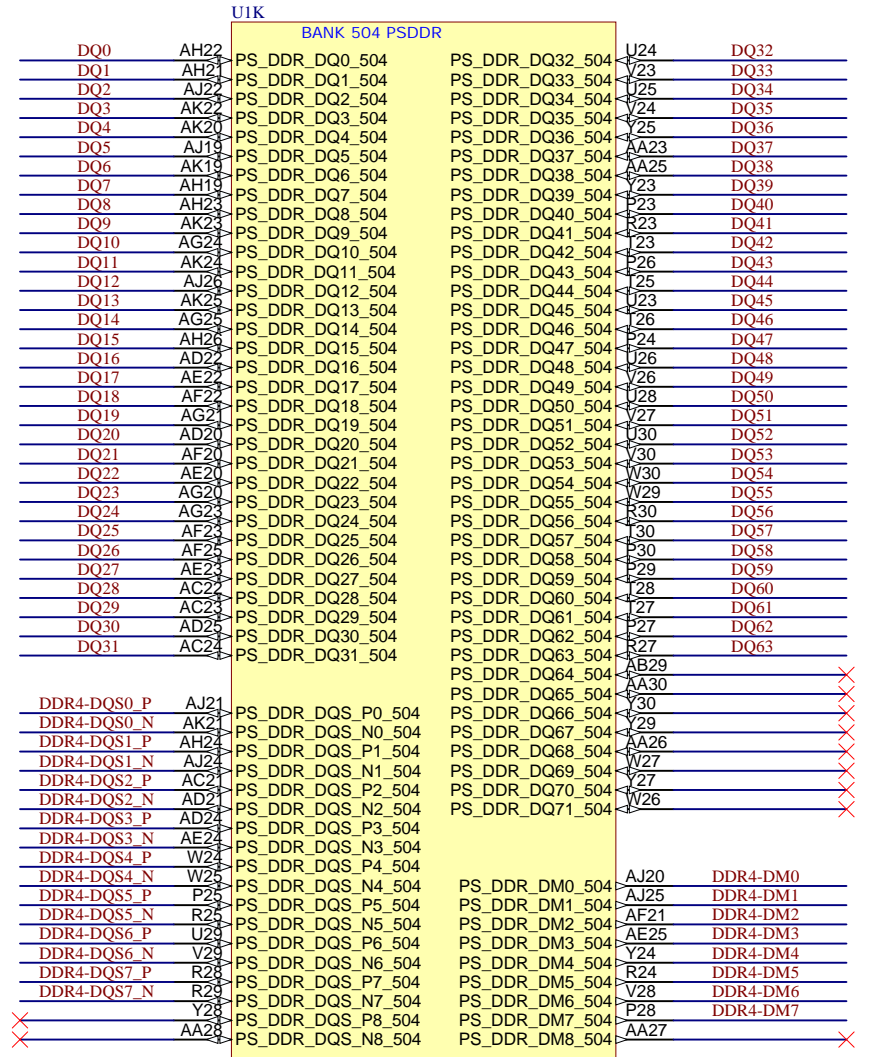 U1K
BANK 504 PSDDR
DQ0 AH22 PS_DDR_DQ0_504 PS_DDR_DQ32_504 U24 DQ32
DQ1 AH21 PS_DDR_DQ1_504 PS_DDR_DQ33_504 V23 DQ33
DQ2 AJ22 PS_DDR_DQ2_504 PS_DDR_DQ34_504 U25 DQ34
DQ3 AK22 PS_DDR_DQ3_504 PS_DDR_DQ35_504 V24 DQ35
DQ4 AK20 PS_DDR_DQ4_504 PS_DDR_DQ36_504 Y25 DQ36
DQ5 AJ19 PS_DDR_DQ5_504 PS_DDR_DQ37_504 AA23 DQ37
DQ6 AK19 PS_DDR_DQ6_504 PS_DDR_DQ38_504 AA25 DQ38
DQ7 AH19 PS_DDR_DQ7_504 PS_DDR_DQ39_504 Y23 DQ39
DQ8 AH23 PS_DDR_DQ8_504 PS_DDR_DQ40_504 P23 DQ40
DQ9 AK23 PS_DDR_DQ9_504 PS_DDR_DQ41_504 R23 DQ41
DQ10 AG24 PS_DDR_DQ10_504 PS_DDR_DQ42_504 T23 DQ42
DQ11 AK24 PS_DDR_DQ11_504 PS_DDR_DQ43_504 P26 DQ43
DQ12 AJ26 PS_DDR_DQ12_504 PS_DDR_DQ44_504 T25 DQ44
DQ13 AK25 PS_DDR_DQ13_504 PS_DDR_DQ45_504 U23 DQ45
DQ14 AG25 PS_DDR_DQ14_504 PS_DDR_DQ46_504 T26 DQ46
DQ15 AH26 PS_DDR_DQ15_504 PS_DDR_DQ47_504 P24 DQ47
DQ16 AD22 PS_DDR_DQ16_504 PS_DDR_DQ48_504 U26 DQ48
DQ17 AE22 PS_DDR_DQ17_504 PS_DDR_DQ49_504 V26 DQ49
DQ18 AF22 PS_DDR_DQ18_504 PS_DDR_DQ50_504 U28 DQ50
DQ19 AG21 PS_DDR_DQ19_504 PS_DDR_DQ51_504 V27 DQ51
DQ20 AD20 PS_DDR_DQ20_504 PS_DDR_DQ52_504 U30 DQ52
DQ21 AF20 PS_DDR_DQ21_504 PS_DDR_DQ53_504 V30 DQ53
DQ22 AE20 PS_DDR_DQ22_504 PS_DDR_DQ54_504 W30 DQ54
DQ23 AG20 PS_DDR_DQ23_504 PS_DDR_DQ55_504 W29 DQ55
DQ24 AG23 PS_DDR_DQ24_504 PS_DDR_DQ56_504 R30 DQ56
DQ25 AF23 PS_DDR_DQ25_504 PS_DDR_DQ57_504 T30 DQ57
DQ26 AF25 PS_DDR_DQ26_504 PS_DDR_DQ58_504 P30 DQ58
DQ27 AE23 PS_DDR_DQ27_504 PS_DDR_DQ59_504 P29 DQ59
DQ28 AC22 PS_DDR_DQ28_504 PS_DDR_DQ60_504 T28 DQ60
DQ29 AC23 PS_DDR_DQ29_504 PS_DDR_DQ61_504 T27 DQ61
DQ30 AD25 PS_DDR_DQ30_504 PS_DDR_DQ62_504 P27 DQ62
DQ31 AC24 PS_DDR_DQ31_504 PS_DDR_DQ63_504 R27 DQ63
PS_DDR_DQ64_504 AB29
PS_DDR_DQ65_504 AA30
DDR4-DQS0_P AJ21 PS_DDR_DQS_P0_504 PS_DDR_DQ66_504 Y30
DDR4-DQS0_N AK21 PS_DDR_DQS_N0_504 PS_DDR_DQ67_504 Y29
DDR4-DQS1_P AH24 PS_DDR_DQS_P1_504 PS_DDR_DQ68_504 AA26
DDR4-DQS1_N AJ24 PS_DDR_DQS_N1_504 PS_DDR_DQ69_504 W27
DDR4-DQS2_P AC21 PS_DDR_DQS_P2_504 PS_DDR_DQ70_504 Y27
DDR4-DQS2_N AD21 PS_DDR_DQS_N2_504 PS_DDR_DQ71_504 W26
DDR4-DQS3_P AD24 PS_DDR_DQS_P3_504
DDR4-DQS3_N AE24 PS_DDR_DQS_N3_504
DDR4-DQS4_P W24 PS_DDR_DQS_P4_504
DDR4-DQS4_N W25 PS_DDR_DQS_N4_504 PS_DDR_DM0_504 AJ20 DDR4-DM0
DDR4-DQS5_P P25 PS_DDR_DQS_P5_504 PS_DDR_DM1_504 AJ25 DDR4-DM1
DDR4-DQS5_N R25 PS_DDR_DQS_N5_504 PS_DDR_DM2_504 AF21 DDR4-DM2
DDR4-DQS6_P U29 PS_DDR_DQS_P6_504 PS_DDR_DM3_504 AE25 DDR4-DM3
DDR4-DQS6_N V29 PS_DDR_DQS_N6_504 PS_DDR_DM4_504 Y24 DDR4-DM4
DDR4-DQS7_P R28 PS_DDR_DQS_P7_504 PS_DDR_DM5_504 R24 DDR4-DM5
DDR4-DQS7_N R29 PS_DDR_DQS_N7_504 PS_DDR_DM6_504 V28 DDR4-DM6
Y28 PS_DDR_DQS_P8_504 PS_DDR_DM7_504 P28 DDR4-DM7
AA28 PS_DDR_DQS_N8_504 PS_DDR_DM8_504 AA27